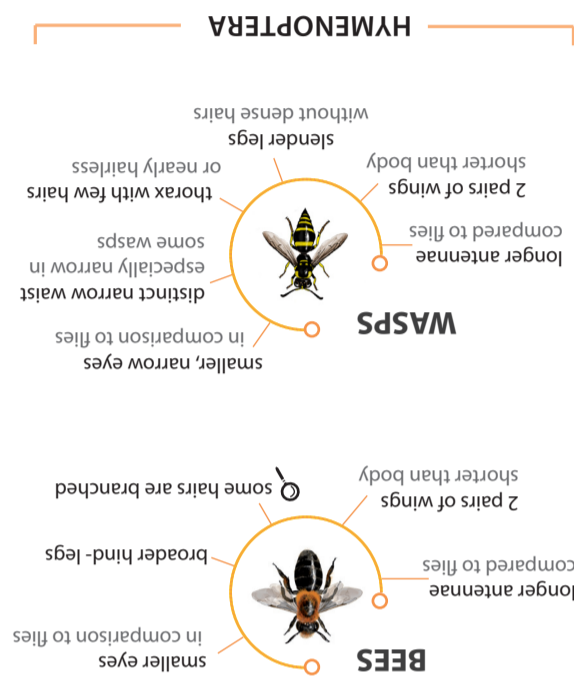 BEES
smaller eyes
in comparison to flies
longer antennae
compared to flies
broader hind- legs
2 pairs of wings
shorter than body
some hairs are branched
WASPS
smaller, narrow eyes
in comparison to flies
distinct narrow waist
especially narrow in
some wasps
longer antennae
compared to flies
thorax with few hairs
or nearly hairless
2 pairs of wings
shorter than body
slender legs
without dense hairs
HYMENOPTERA